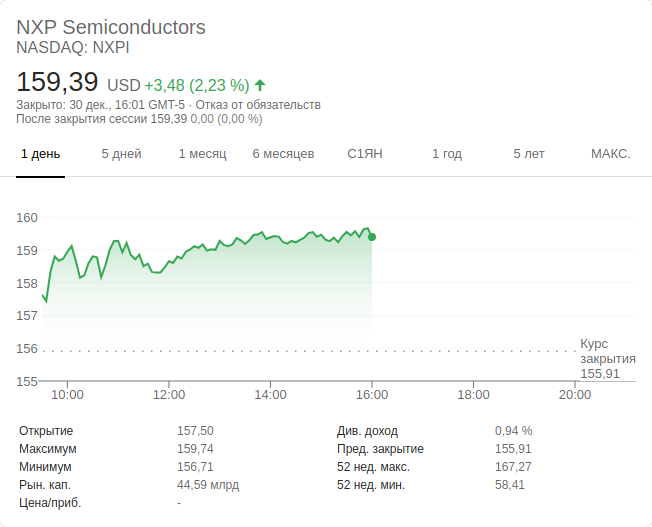 NXP Semiconductors
NASDAQ: NXPI
159,39 USD +3,48 (2,23 %)
Закрыто: 30 дек., 16:01 GMT-5 · Отказ от обязательств
После закрытия сессии 159,39 0,00 (0,00 %)
1 день 5 дней 1 месяц 6 месяцев С1ЯН 1 год 5 лет МАКС.
160
159
158
157
156
155
Курс
закрытия
155,91
10:00 12:00 14:00 16:00 18:00 20:00
Открытие 157,50 Див. доход 0,94 %
Максимум 159,74 Пред. закрытие 155,91
Минимум 156,71 52 нед. макс. 167,27
Рын. кап. 44,59 млрд 52 нед. мин. 58,41
Цена/приб. -